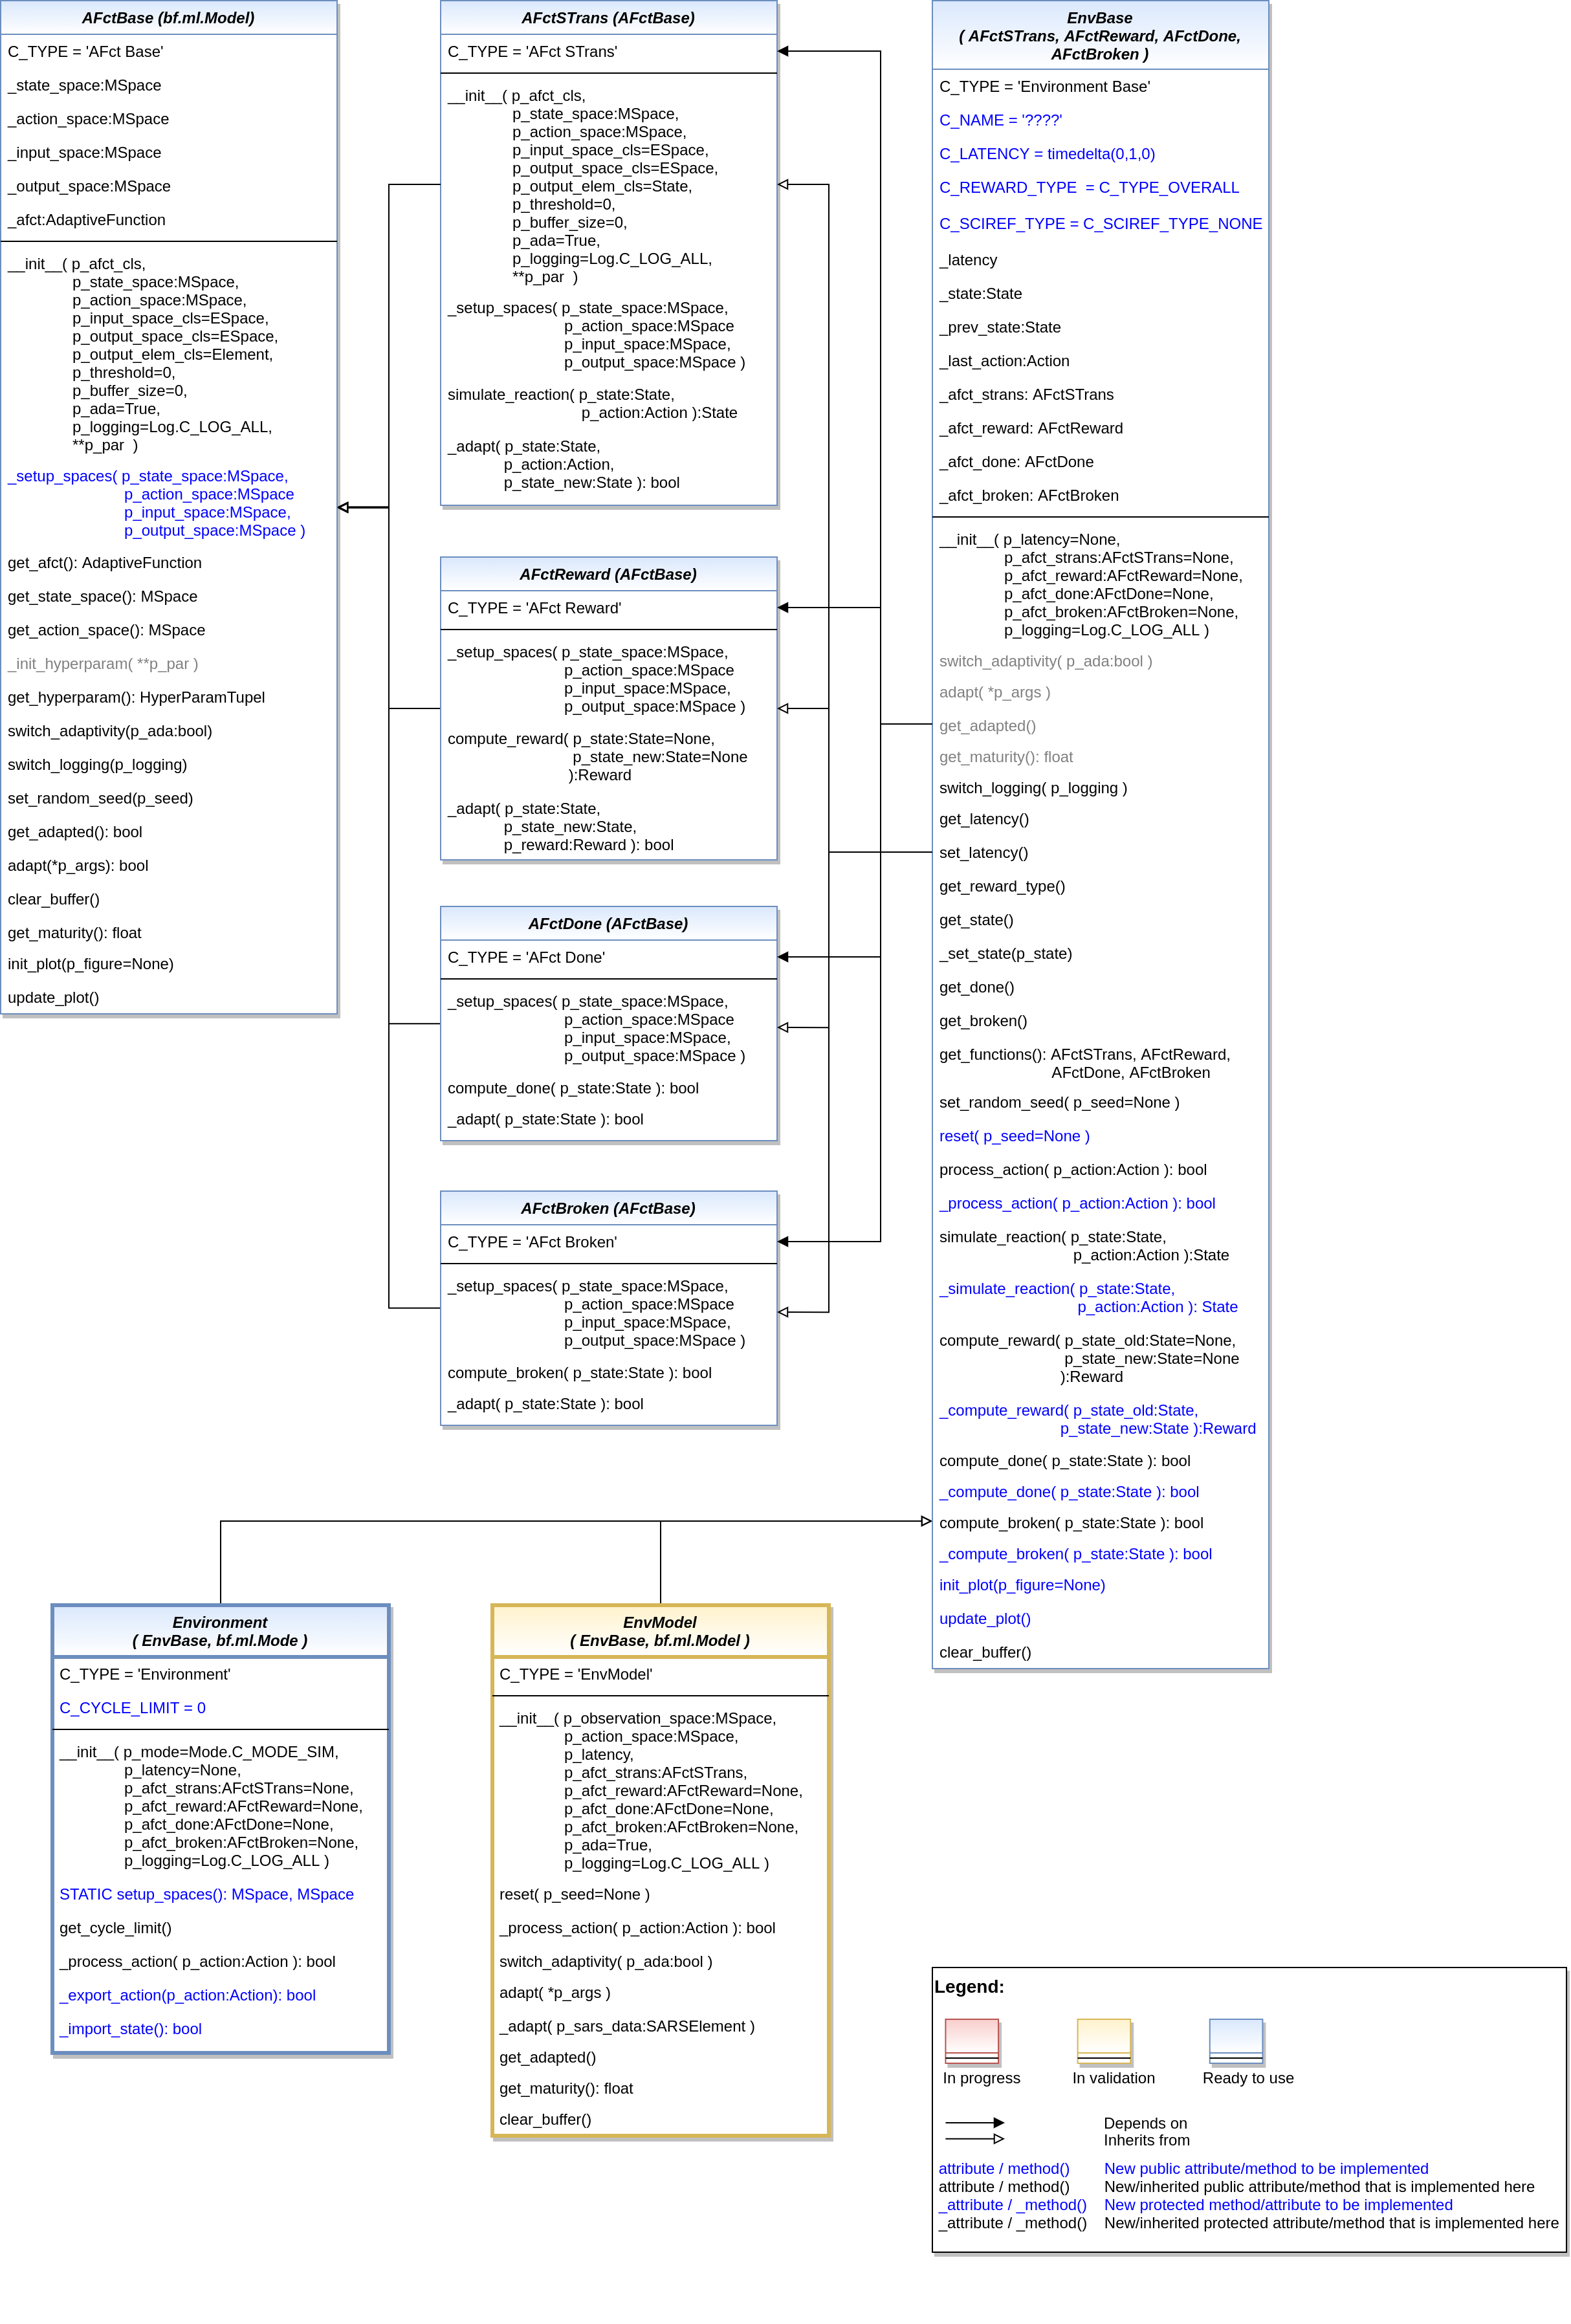 AFctBase (bf.ml.Model)
C_TYPE = 'AFct Base'
_state_space:MSpace
_action_space:MSpace
_input_space:MSpace
_output_space:MSpace
_afct:AdaptiveFunction
__init__( p_afct_cls,
p_state_space:MSpace,
p_action_space:MSpace,
p_input_space_cls=ESpace,
p_output_space_cls=ESpace,
p_output_elem_cls=Element,
p_threshold=0,
p_buffer_size=0,
p_ada=True,
p_logging=Log.C_LOG_ALL,
**p_par )
_setup_spaces( p_state_space:MSpace,
p_action_space:MSpace
p_input_space:MSpace,
p_output_space:MSpace )
get_afct(): AdaptiveFunction
get_state_space(): MSpace
get_action_space(): MSpace
_init_hyperparam( **p_par )
get_hyperparam(): HyperParamTupel
switch_adaptivity(p_ada:bool)
switch_logging(p_logging)
set_random_seed(p_seed)
get_adapted(): bool
adapt(*p_args): bool
clear_buffer()
get_maturity(): float
init_plot(p_figure=None)
update_plot()
AFctSTrans (AFctBase)
C_TYPE = 'AFct STrans'
__init__( p_afct_cls,
p_state_space:MSpace,
p_action_space:MSpace,
p_input_space_cls=ESpace,
p_output_space_cls=ESpace,
p_output_elem_cls=State,
p_threshold=0,
p_buffer_size=0,
p_ada=True,
p_logging=Log.C_LOG_ALL,
**p_par )
_setup_spaces( p_state_space:MSpace,
p_action_space:MSpace
p_input_space:MSpace,
p_output_space:MSpace )
simulate_reaction( p_state:State,
p_action:Action ):State
_adapt( p_state:State,
p_action:Action,
p_state_new:State ): bool
AFctReward (AFctBase)
C_TYPE = 'AFct Reward'
_setup_spaces( p_state_space:MSpace,
p_action_space:MSpace
p_input_space:MSpace,
p_output_space:MSpace )
compute_reward( p_state:State=None,
p_state_new:State=None
):Reward
_adapt( p_state:State,
p_state_new:State,
p_reward:Reward ): bool
AFctDone (AFctBase)
C_TYPE = 'AFct Done'
_setup_spaces( p_state_space:MSpace,
p_action_space:MSpace
p_input_space:MSpace,
p_output_space:MSpace )
compute_done( p_state:State ): bool
_adapt( p_state:State ): bool
AFctBroken (AFctBase)
C_TYPE = 'AFct Broken'
_setup_spaces( p_state_space:MSpace,
p_action_space:MSpace
p_input_space:MSpace,
p_output_space:MSpace )
compute_broken( p_state:State ): bool
_adapt( p_state:State ): bool
EnvBase
( AFctSTrans, AFctReward, AFctDone,
AFctBroken )
C_TYPE = 'Environment Base'
C_NAME = '????'
C_LATENCY = timedelta(0,1,0)
C_REWARD_TYPE = C_TYPE_OVERALL
C_SCIREF_TYPE = C_SCIREF_TYPE_NONE
_latency
_state:State
_prev_state:State
_last_action:Action
_afct_strans: AFctSTrans
_afct_reward: AFctReward
_afct_done: AFctDone
_afct_broken: AFctBroken
__init__( p_latency=None,
p_afct_strans:AFctSTrans=None,
p_afct_reward:AFctReward=None,
p_afct_done:AFctDone=None,
p_afct_broken:AFctBroken=None,
p_logging=Log.C_LOG_ALL )
switch_adaptivity( p_ada:bool )
adapt( *p_args )
get_adapted()
get_maturity(): float
switch_logging( p_logging )
get_latency()
set_latency()
get_reward_type()
get_state()
_set_state(p_state)
get_done()
get_broken()
get_functions(): AFctSTrans, AFctReward,
AFctDone, AFctBroken
set_random_seed( p_seed=None )
reset( p_seed=None )
process_action( p_action:Action ): bool
_process_action( p_action:Action ): bool
simulate_reaction( p_state:State,
p_action:Action ):State
_simulate_reaction( p_state:State,
p_action:Action ): State
compute_reward( p_state_old:State=None,
p_state_new:State=None
):Reward
_compute_reward( p_state_old:State,
p_state_new:State ):Reward
compute_done( p_state:State ): bool
_compute_done( p_state:State ): bool
compute_broken( p_state:State ): bool
_compute_broken( p_state:State ): bool
init_plot(p_figure=None)
update_plot()
clear_buffer()
Environment
( EnvBase, bf.ml.Mode )
C_TYPE = 'Environment'
C_CYCLE_LIMIT = 0
__init__( p_mode=Mode.C_MODE_SIM,
p_latency=None,
p_afct_strans:AFctSTrans=None,
p_afct_reward:AFctReward=None,
p_afct_done:AFctDone=None,
p_afct_broken:AFctBroken=None,
p_logging=Log.C_LOG_ALL )
STATIC setup_spaces(): MSpace, MSpace
get_cycle_limit()
_process_action( p_action:Action ): bool
_export_action(p_action:Action): bool
_import_state(): bool
EnvModel
( EnvBase, bf.ml.Model )
C_TYPE = 'EnvModel'
__init__( p_observation_space:MSpace,
p_action_space:MSpace,
p_latency,
p_afct_strans:AFctSTrans,
p_afct_reward:AFctReward=None,
p_afct_done:AFctDone=None,
p_afct_broken:AFctBroken=None,
p_ada=True,
p_logging=Log.C_LOG_ALL )
reset( p_seed=None )
_process_action( p_action:Action ): bool
switch_adaptivity( p_ada:bool )
adapt( *p_args )
_adapt( p_sars_data:SARSElement )
get_adapted()
get_maturity(): float
clear_buffer()
Legend:
In progress In validation Ready to use
Depends on
Inherits from
attribute / method() New public attribute/method to be implemented
attribute / method() New/inherited public attribute/method that is implemented here
_attribute / _method() New protected method/attribute to be implemented
_attribute / _method() New/inherited protected attribute/method that is implemented here